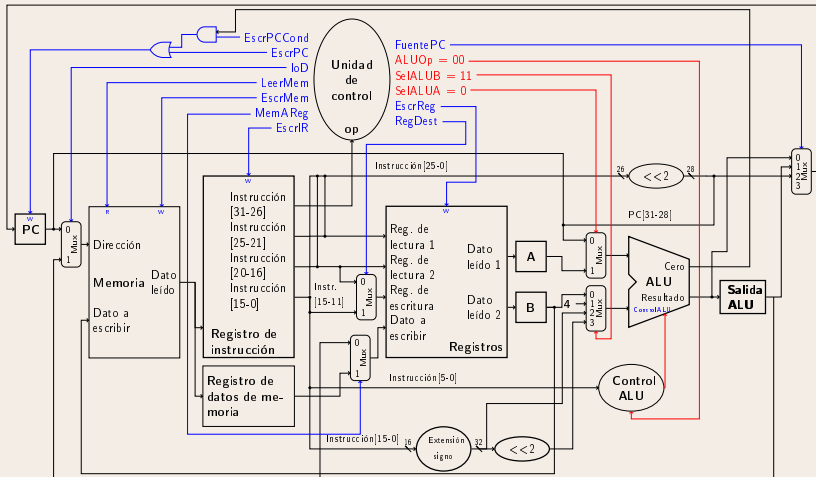 EscrPCCond
EscrPC
IoD
LeerMem
EscrMem
MemAReg
EscrIR
Unidad
de
control
op
FuentePC
ALUOp = 00
SelALUB = 11
SelALUA = 0
EscrReg
RegDest
Instrucción[25-0]
26
<<2
28
0
1
2
3
Mux
PC[31-28]
W
PC
0
1
Mux
R
W
Dirección
Memoria
Dato
leído
Dato a
escribir
W
Instrucción
[31-26]
Instrucción
[25-21]
Instrucción
[20-16]
Instrucción
[15-0]
Registro de
instrucción
Registro de
datos de me-
moria
Instr.
[15-11]
0
1
Mux
0
1
Mux
W
Reg. de
lectura 1
Reg. de
lectura 2
Reg. de
escritura
Dato a
escribir
Dato
leído 1
Dato
leído 2
Registros
A
B
4
0
1
Mux
0
1
2
3
Mux
Cero
ALU
Resultado
ControlALU
Salida
ALU
Instrucción[5-0]
Control
ALU
Instrucción[15-0]
16
Extensión
signo
32
<<2